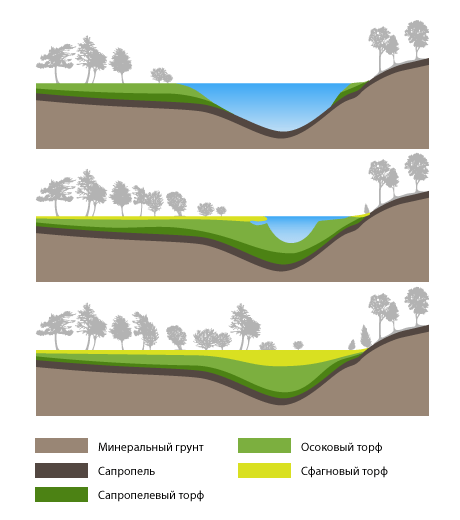 Минеральный грунт
Сапропель
Сапропелевый торф
Осоковый торф
Сфагновый торф